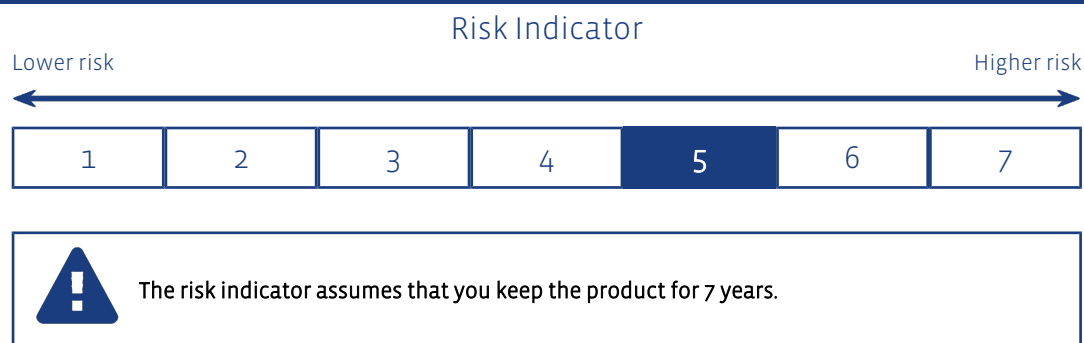 Risk Indicator
Lower risk Higher risk
1 2 3 4 5 6 7
The risk indicator assumes that you keep the product for 7 years.